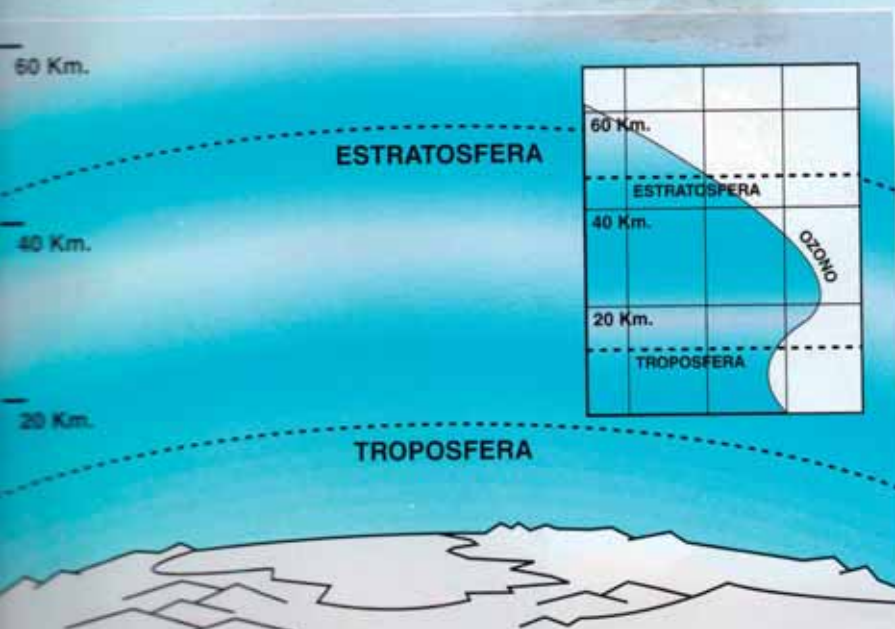 60 Km.
ESTRATOSFERA
40 Km.
20 Km.
TROPOSFERA
60 Km.
ESTRATOSFERA
40 Km.
OZONO
20 Km.
TROPOSFERA